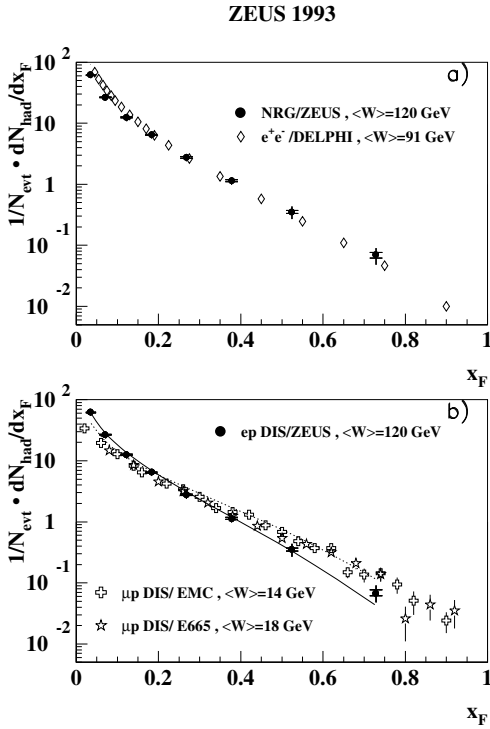 ZEUS 1993
a)
1/N_evt • dN_had/dx_F
10^2
10
1
10^-1
10^-2
NRG/ZEUS , <W>=120 GeV
e^+e^-/DELPHI , <W>=91 GeV
0 0.2 0.4 0.6 0.8 1
x_F
b)
1/N_evt • dN_had/dx_F
10^2
10
1
10^-1
10^-2
ep DIS/ZEUS , <W>=120 GeV
μp DIS/ EMC , <W>=14 GeV
μp DIS/ E665 , <W>=18 GeV
0 0.2 0.4 0.6 0.8 1
x_F